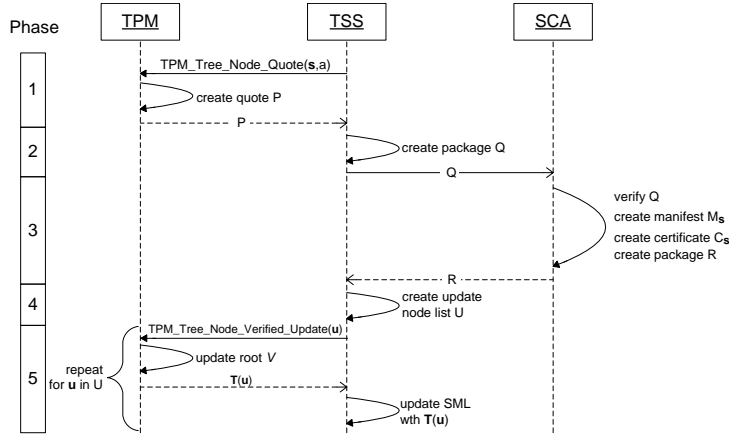 Phase
TPM
TSS
SCA
1
TPM_Tree_Node_Quote(s,a)
create quote P
P
2
create package Q
Q
3
verify Q
create manifest Ms
create certificate Cs
create package R
R
4
create update
node list U
5
TPM_Tree_Node_Verified_Update(u)
repeat
for u in U
update root V
T(u)
update SML
wth T(u)